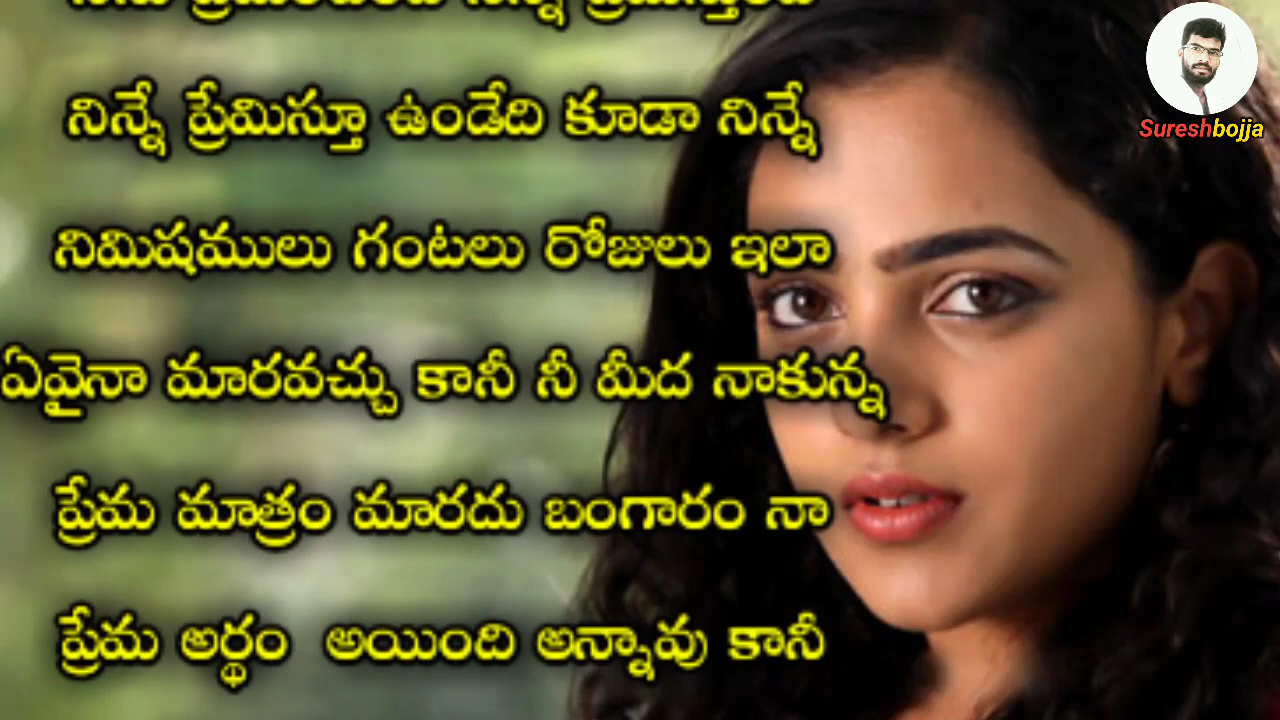 నిన్నే ప్రేమిస్తూ ఉండేది కూడా నిన్నే
నిమిషములు గంటలు రోజులు ఇలా
ఏవైనా మారవచ్చు కానీ నీ మీద నాకున్న
ప్రేమ మాత్రం మారదు బంగారం నా
ప్రేమ అర్థం అయింది అన్నావు కానీ
Sureshbojja